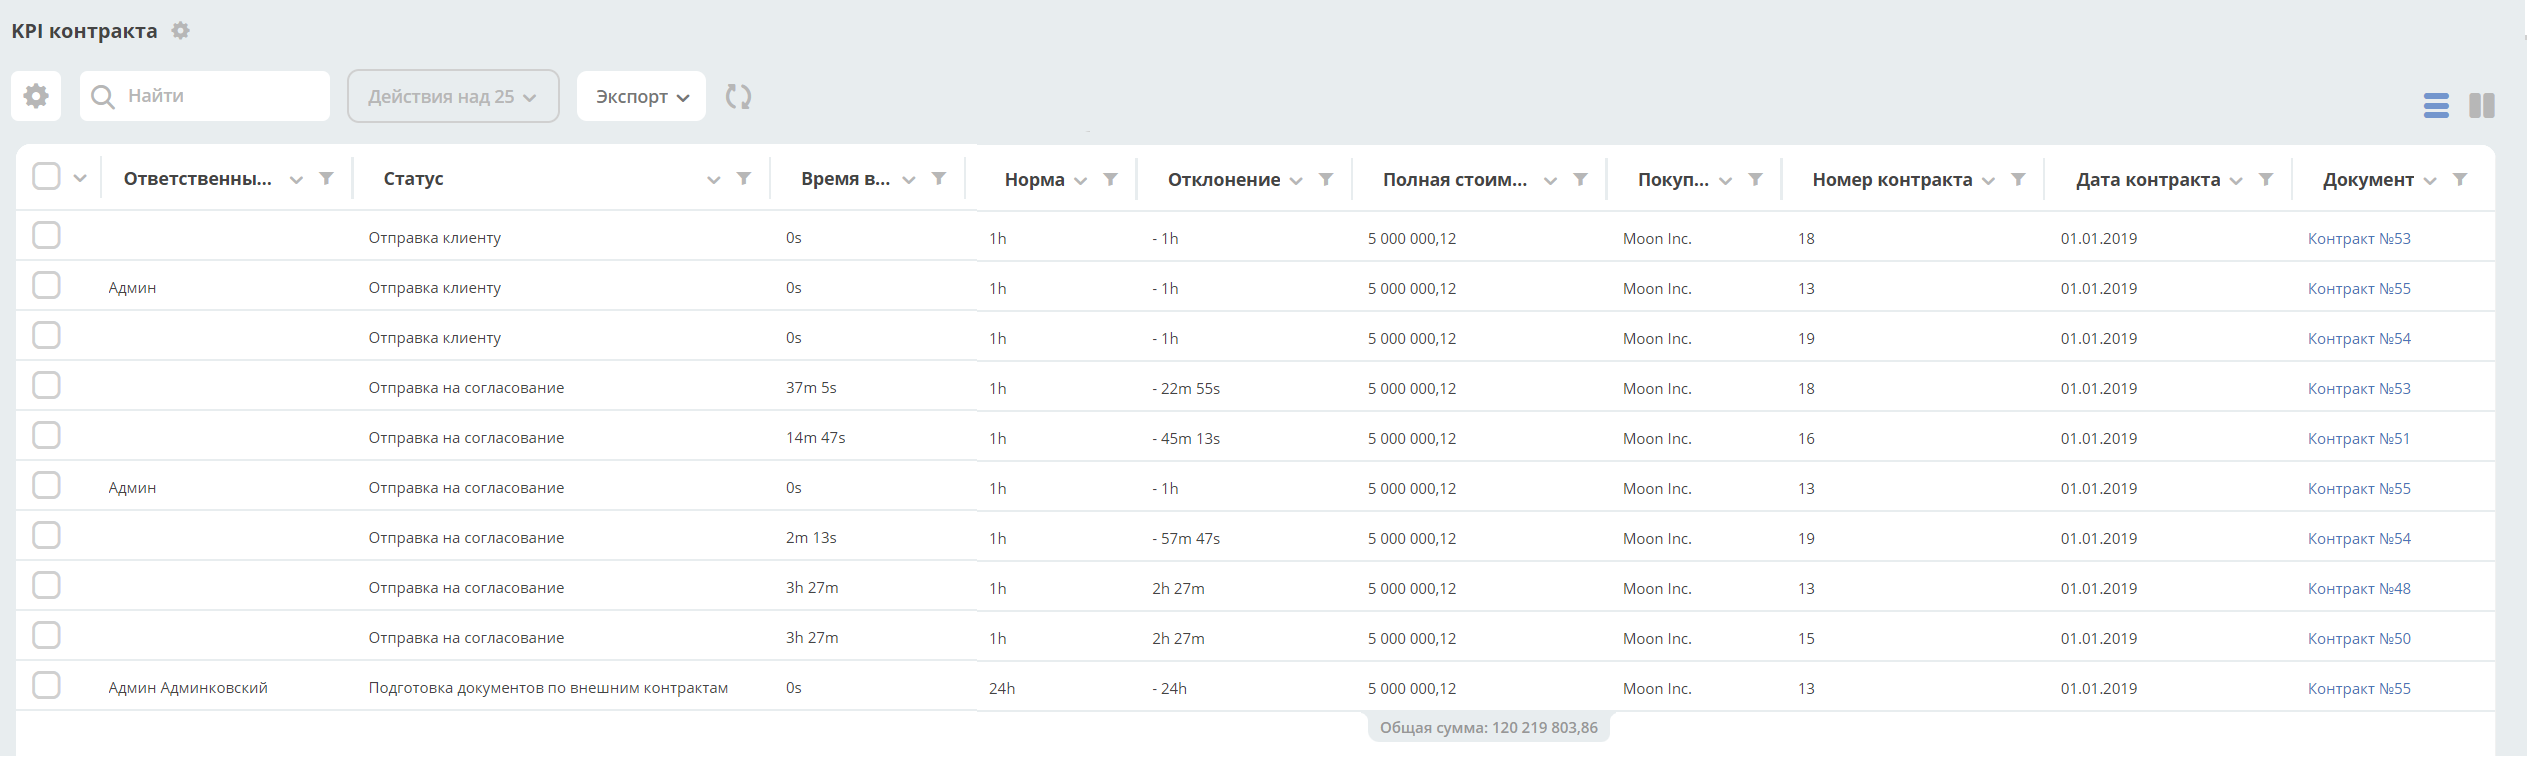 KPI контракта
Найти
Действия над 25
Экспорт
Ответственны... Статус Время в... Норма Отклонение Полная стоим... Покуп... Номер контракта Дата контракта Документ
Отправка клиенту 0s 1h - 1h 5 000 000,12 Moon Inc. 18 01.01.2019 Контракт №53
Админ Отправка клиенту 0s 1h - 1h 5 000 000,12 Moon Inc. 13 01.01.2019 Контракт №55
Отправка клиенту 0s 1h - 1h 5 000 000,12 Moon Inc. 19 01.01.2019 Контракт №54
Отправка на согласование 37m 5s 1h - 22m 55s 5 000 000,12 Moon Inc. 18 01.01.2019 Контракт №53
Отправка на согласование 14m 47s 1h - 45m 13s 5 000 000,12 Moon Inc. 16 01.01.2019 Контракт №51
Админ Отправка на согласование 0s 1h - 1h 5 000 000,12 Moon Inc. 13 01.01.2019 Контракт №55
Отправка на согласование 2m 13s 1h - 57m 47s 5 000 000,12 Moon Inc. 19 01.01.2019 Контракт №54
Отправка на согласование 3h 27m 1h 2h 27m 5 000 000,12 Moon Inc. 13 01.01.2019 Контракт №48
Отправка на согласование 3h 27m 1h 2h 27m 5 000 000,12 Moon Inc. 15 01.01.2019 Контракт №50
Админ Админковский Подготовка документов по внешним контрактам 0s 24h - 24h 5 000 000,12 Moon Inc. 13 01.01.2019 Контракт №55
Общая сумма: 120 219 803,86